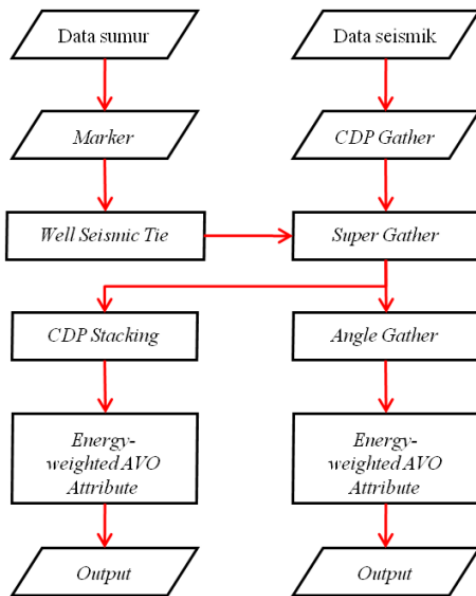 Data sumur
Data seismik
Marker
CDP Gather
Well Seismic Tie
Super Gather
CDP Stacking
Angle Gather
Energy-
weighted AVO
Attribute
Energy-
weighted AVO
Attribute
Output
Output